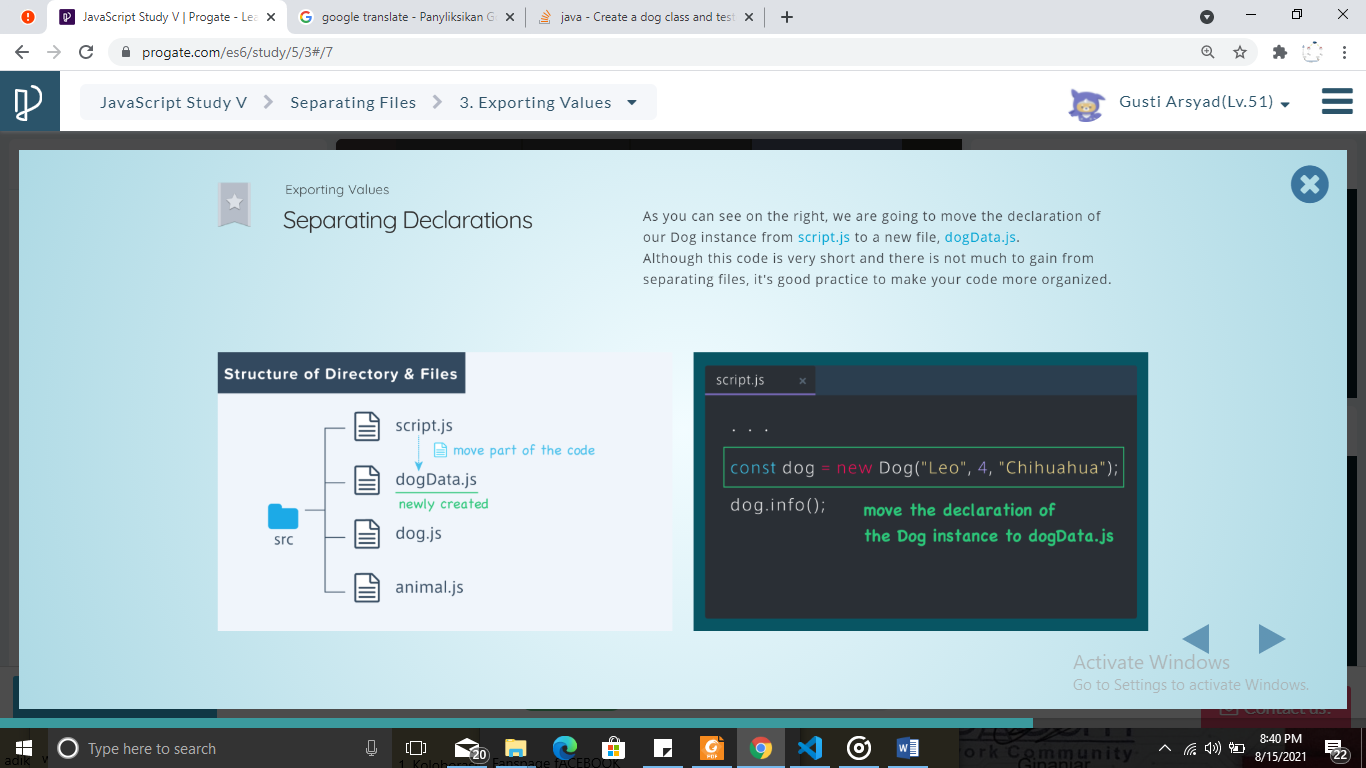 JavaScript Study V | Progate - Lea
google translate - Panyliksikan G
java - Create a dog class and test
progate.com/es6/study/5/3#/7
JavaScript Study V
Separating Files
3. Exporting Values
Gusti Arsyad(Lv.51)
Exporting Values
Separating Declarations
As you can see on the right, we are going to move the declaration of
our Dog instance from script.js to a new file, dogData.js.
Although this code is very short and there is not much to gain from
separating files, it's good practice to make your code more organized.
Structure of Directory & Files
script.js
move part of the code
dogData.js
newly created
src
dog.js
animal.js
script.js
. . .
const dog = new Dog("Leo", 4, "Chihuahua");
dog.info();
move the declaration of
the Dog instance to dogData.js
Activate Windows
Go to Settings to activate Windows.
Contact us!
Type here to search
20
8:40 PM
8/15/2021
22
adik
ork Community
Ginanjar